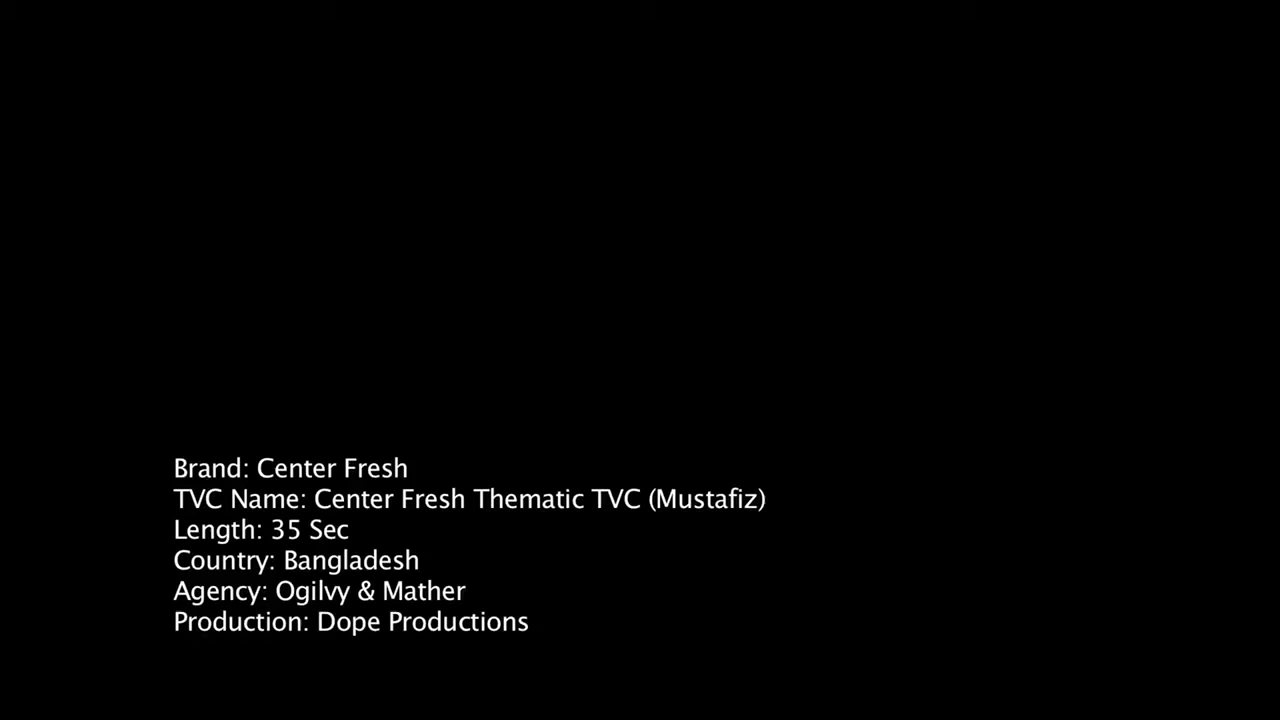 Brand: Center Fresh
TVC Name: Center Fresh Thematic TVC (Mustafiz)
Length: 35 Sec
Country: Bangladesh
Agency: Ogilvy & Mather
Production: Dope Productions